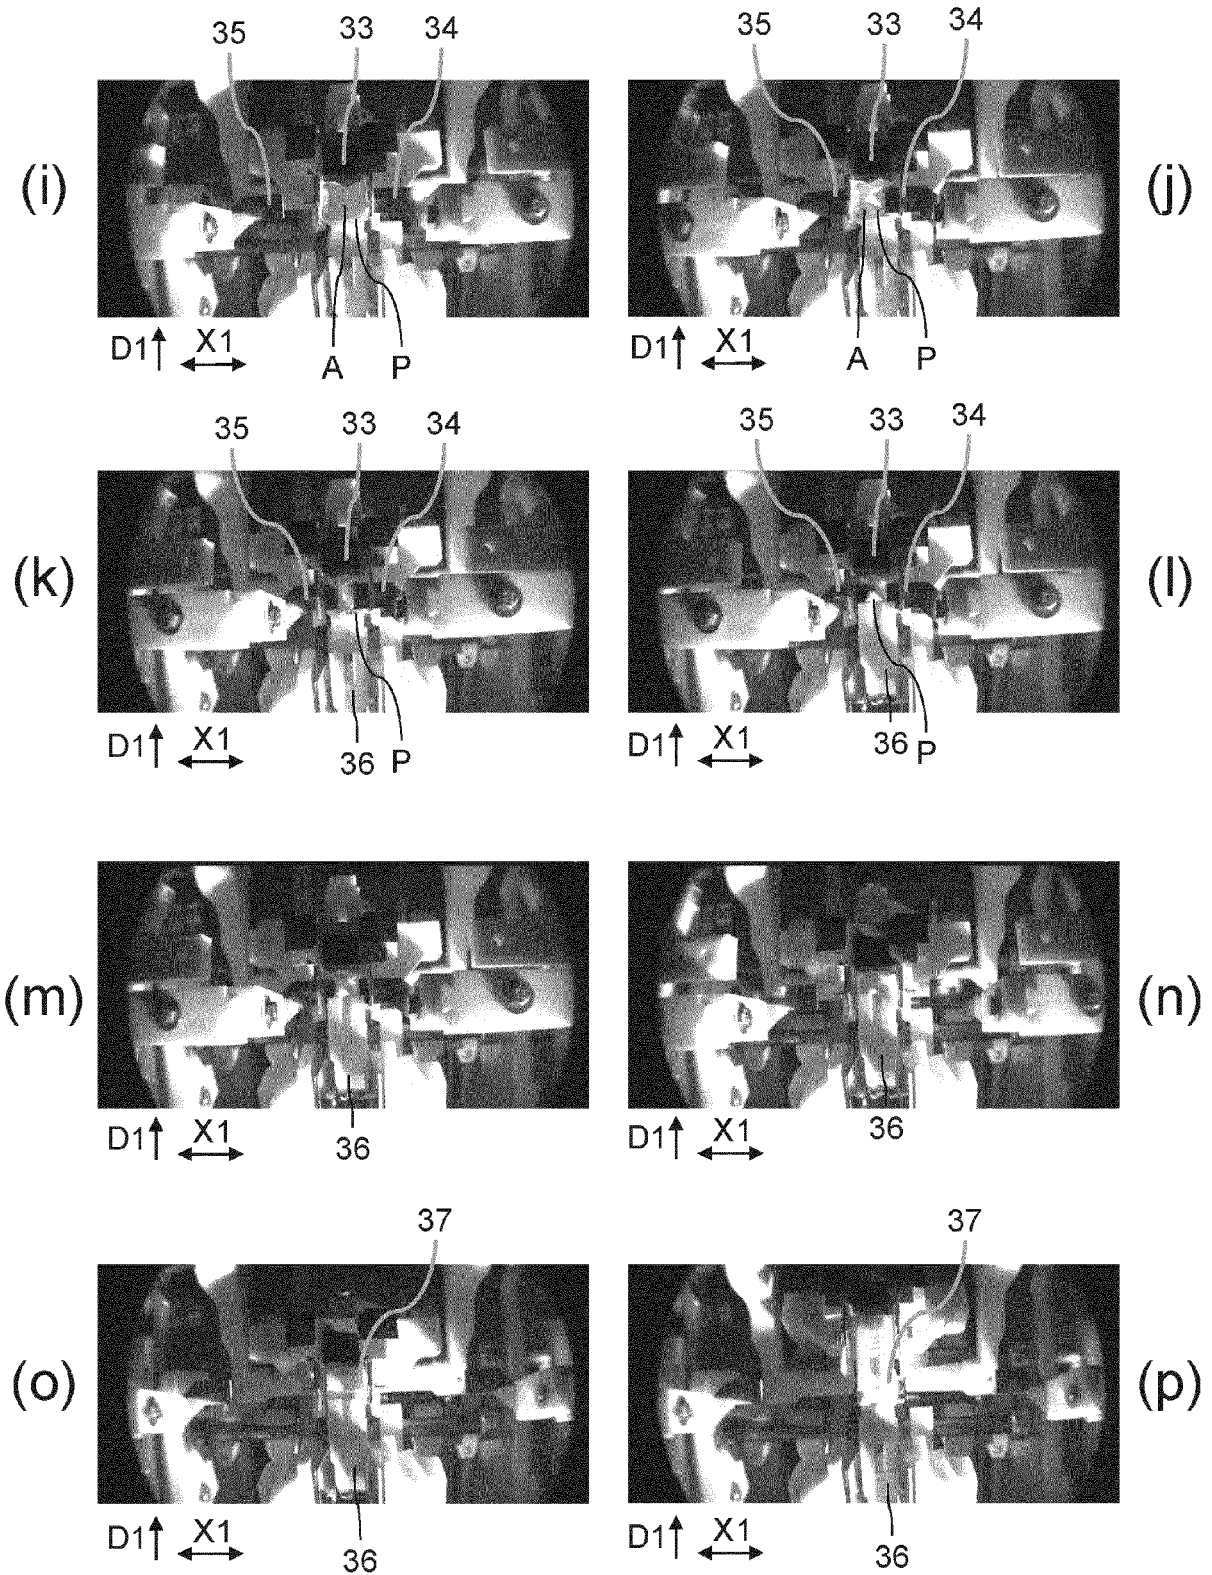 35 33 34 35 33 34
(i) (j)
D1 X1 A P D1 X1 A P
35 33 34 35 33 34
(k) (l)
D1 X1 36 P D1 X1 36 P
(m) (n)
D1 X1 36 D1 X1 36
37 37
(o) (p)
D1 X1 36 D1 X1 36